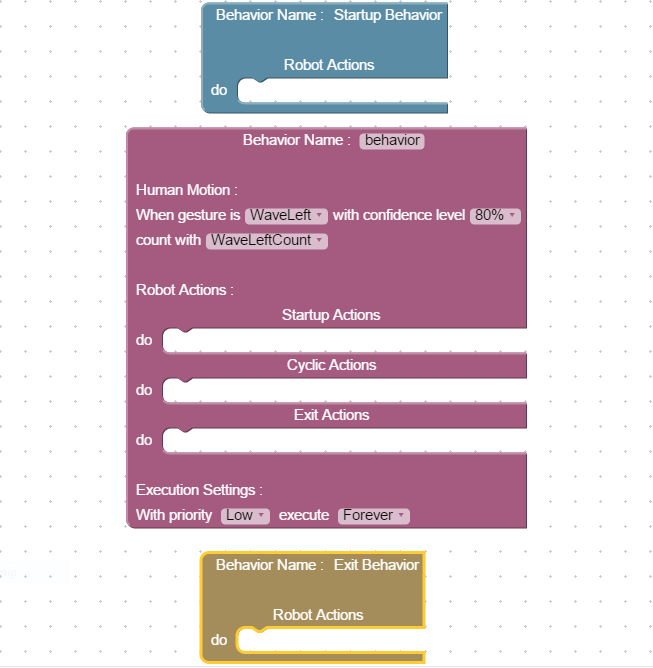 Behavior Name : Startup Behavior
Robot Actions
do
Behavior Name : behavior
Human Motion :
When gesture is WaveLeft with confidence level 80%
count with WaveLeftCount
Robot Actions :
Startup Actions
do
Cyclic Actions
do
Exit Actions
do
Execution Settings :
With priority Low execute Forever
Behavior Name : Exit Behavior
Robot Actions
do